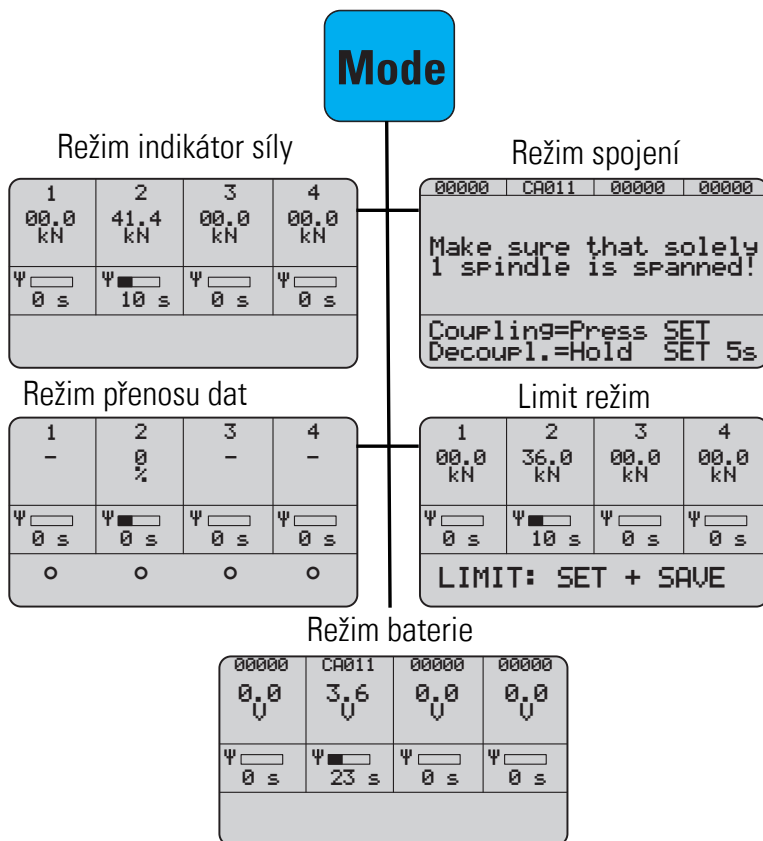 Mode
Režim indikátor síly
1 2 3 4
00.0 41.4 00.0 00.0
kN kN kN kN
0 s 10 s 0 s 0 s
Režim spojení
00000 CA011 00000 00000
Make sure that solely
1 spindle is spanned!
Coupling=Press SET
Decoupl.=Hold SET 5s
Režim přenosu dat
1 2 3 4
- 0 - -
%
0 s 0 s 0 s 0 s
Limit režim
1 2 3 4
00.0 36.0 00.0 00.0
kN kN kN kN
0 s 10 s 0 s 0 s
LIMIT: SET + SAVE
Režim baterie
00000 CA011 00000 00000
0.0 3.6 0.0 0.0
V V V V
0 s 23 s 0 s 0 s